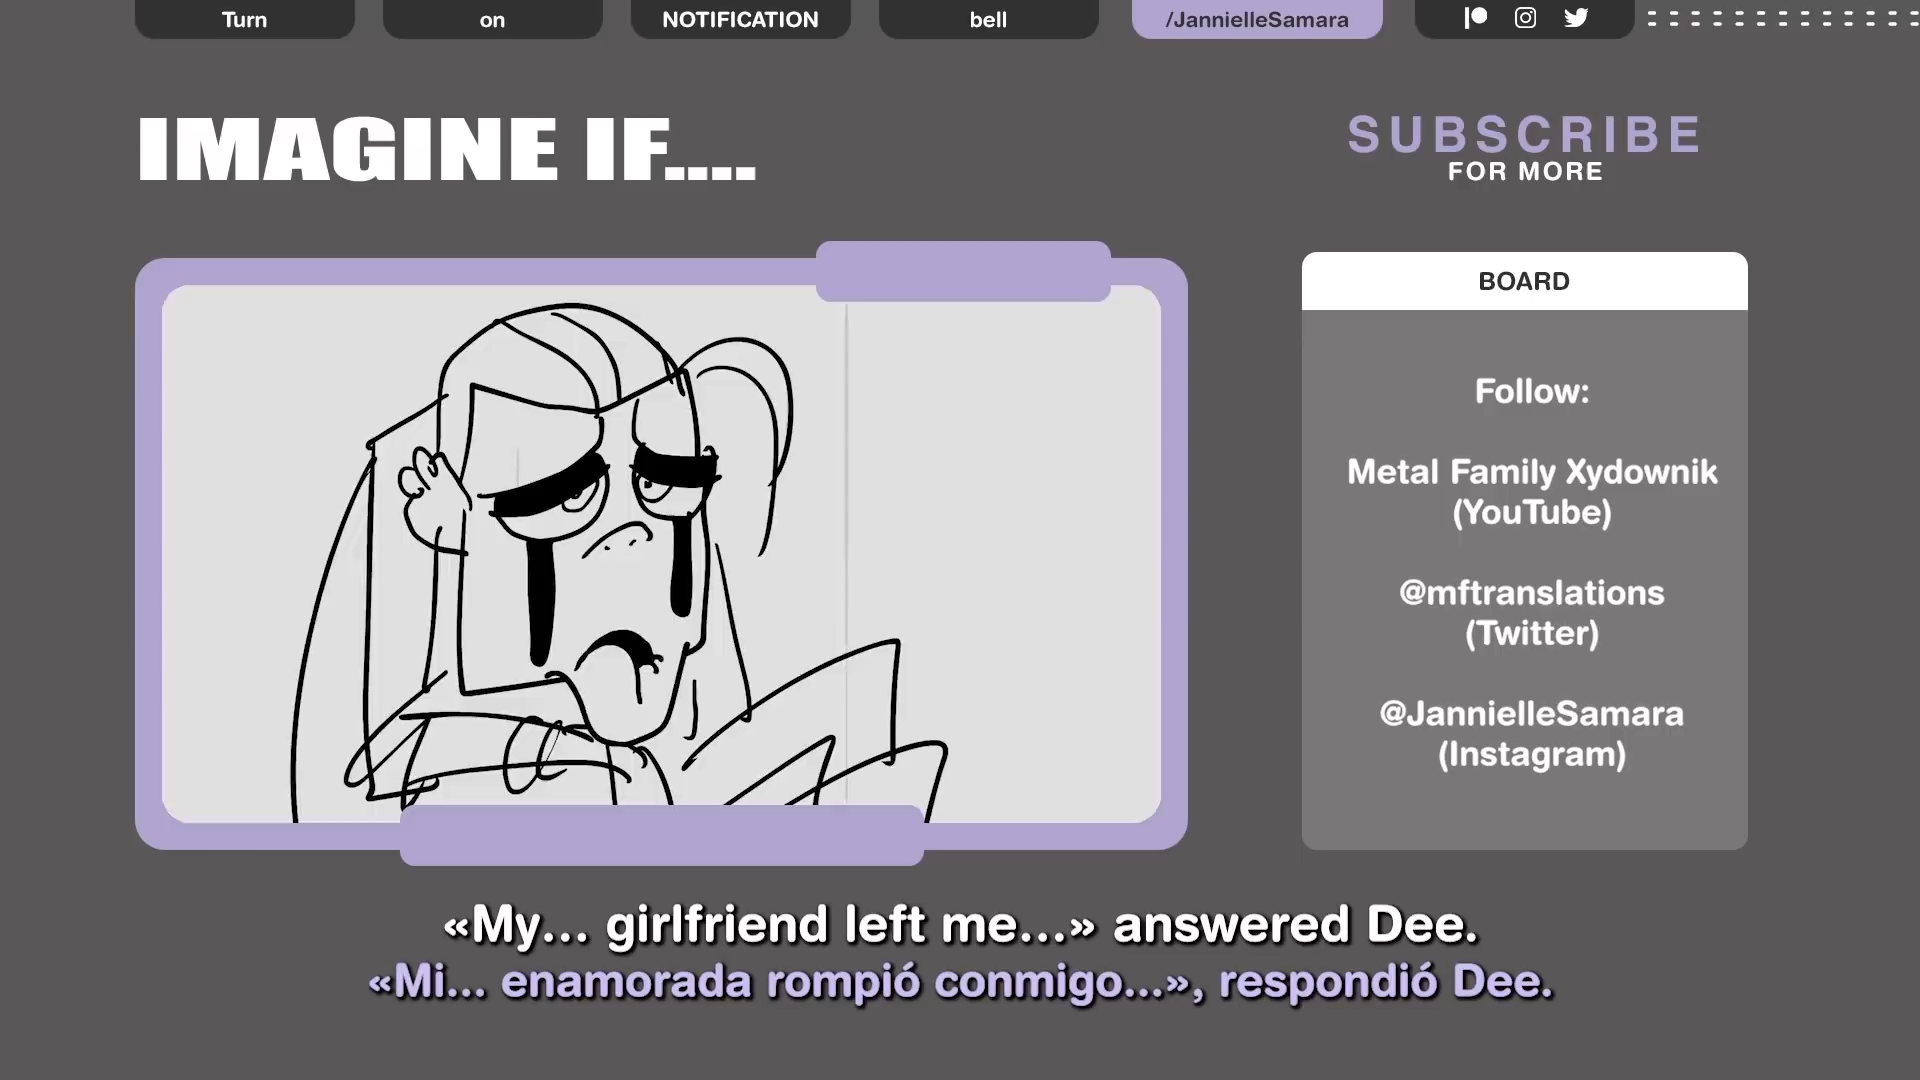 Turn
on
NOTIFICATION
bell
/JannielleSamara
IMAGINE IF....
SUBSCRIBE
FOR MORE
BOARD
Follow:
Metal Family Xydownik
(YouTube)
@mftranslations
(Twitter)
@JannielleSamara
(Instagram)
«My... girlfriend left me...» answered Dee.
«Mi... enamorada rompió conmigo...», respondió Dee.